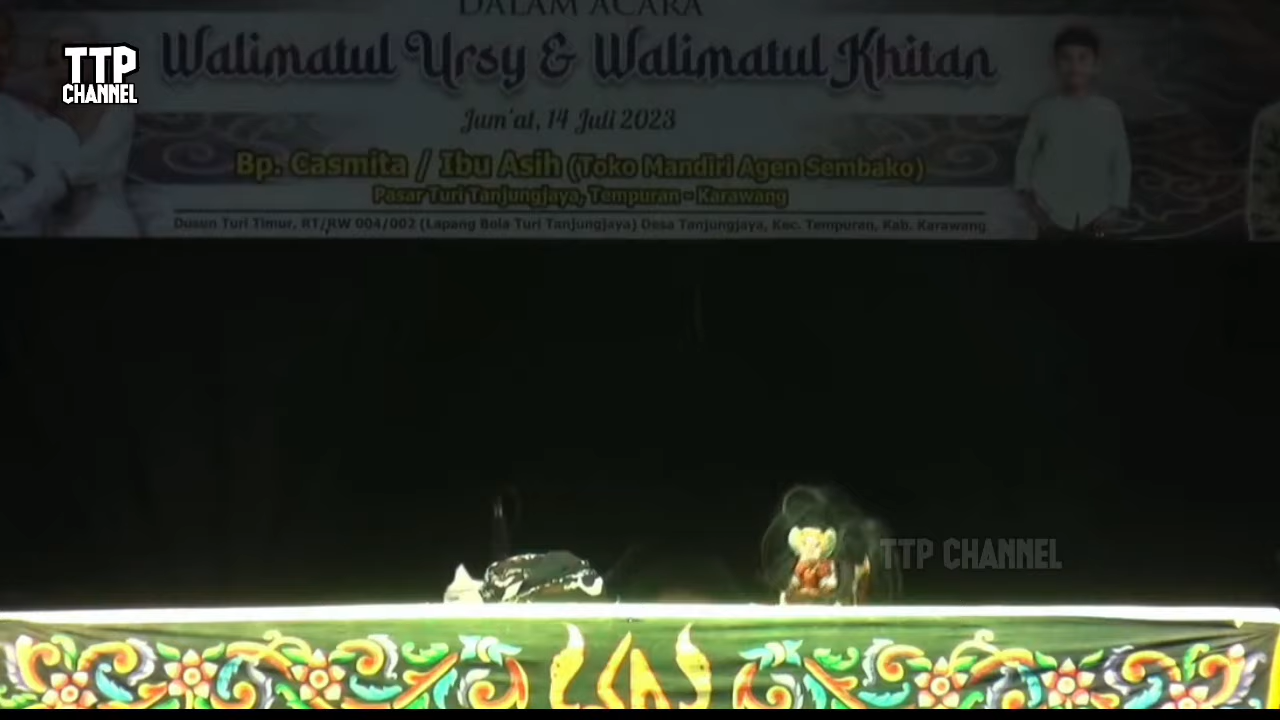 DALAM ACARA
TTP
CHANNEL
Walimatul Ursy & Walimatul Khitan
Jum'at, 14 Juli 2023
Bp. Casmita / Ibu Asih (Toko Mandiri Agen Sembako)
Pasar Turi Tanjungjaya, Tempuran - Karawang
Dusun Turi Timur, RT/RW 004/002 (Lapang Bola Turi Tanjungjaya) Desa Tanjungjaya, Kec. Tempuran, Kab. Karawang
TTP CHANNEL